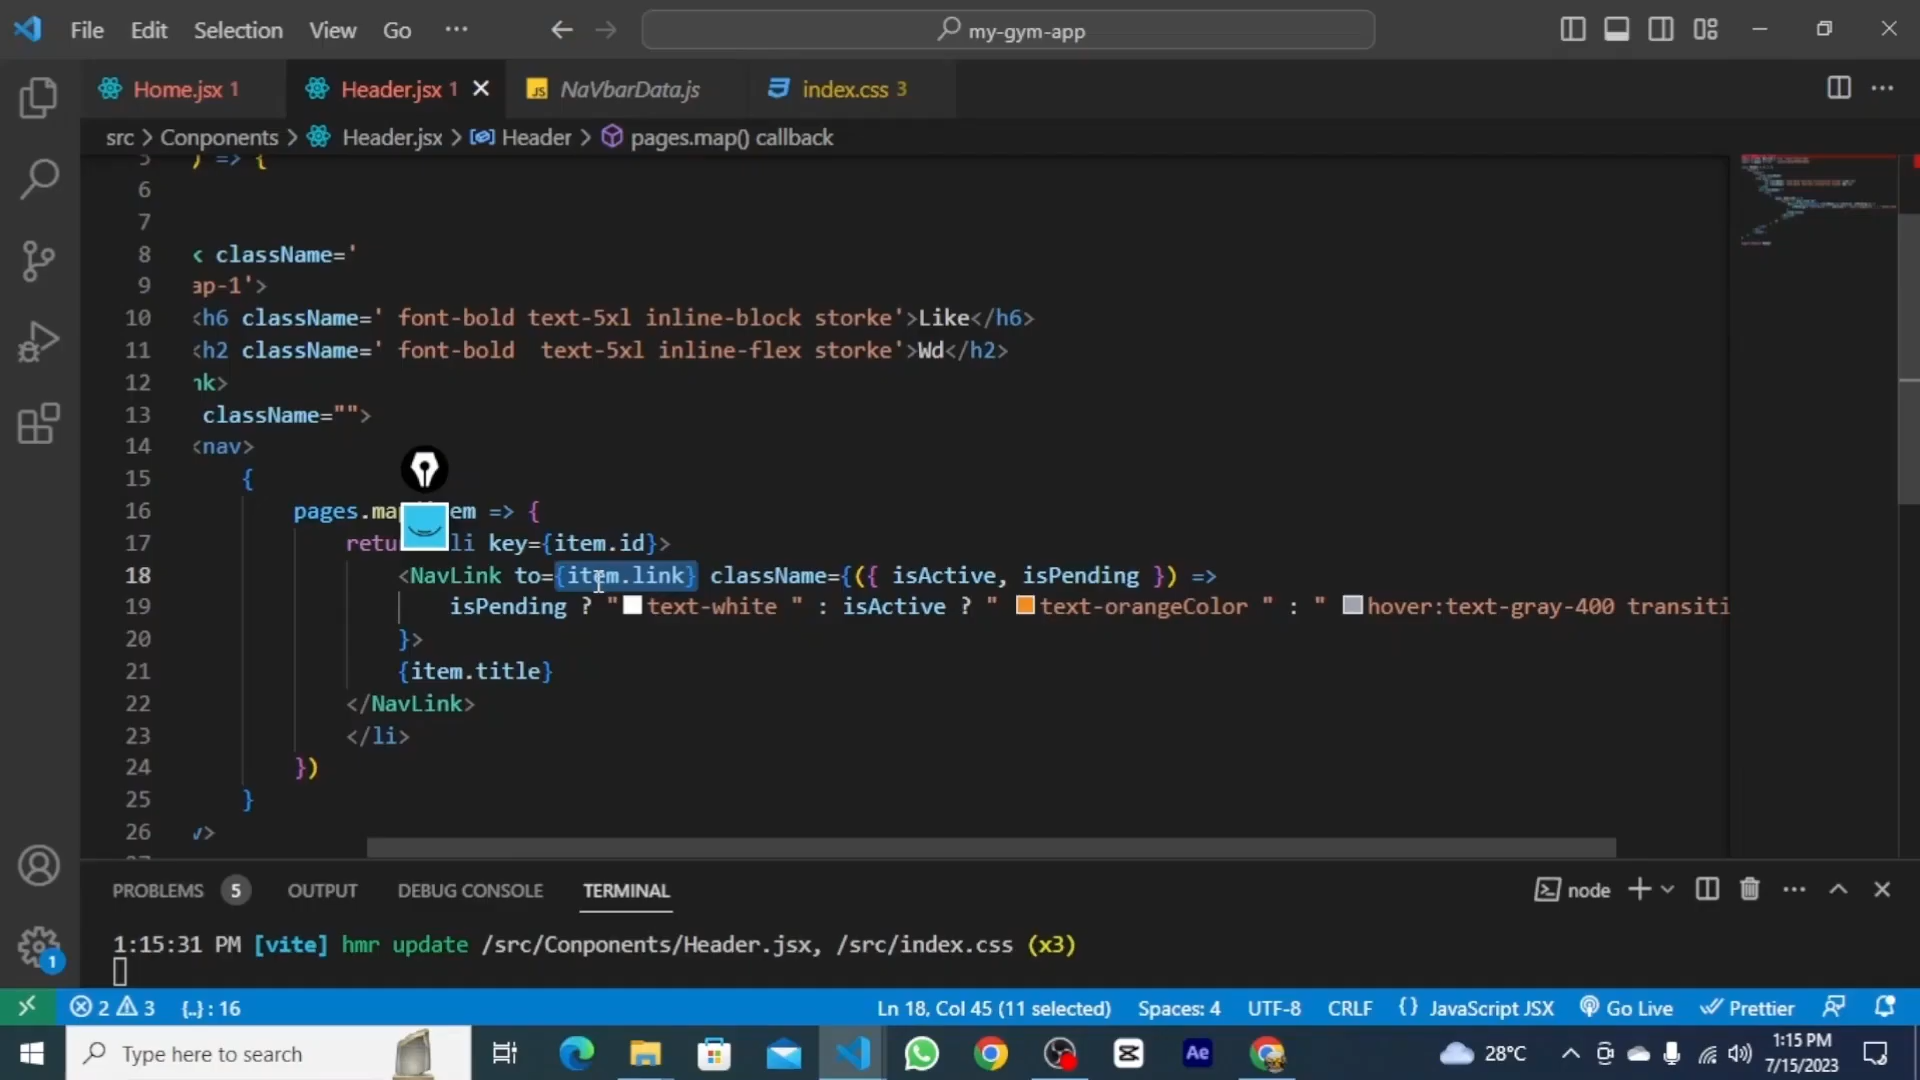 File Edit Selection View Go ··· my-gym-app
Home.jsx 1 Header.jsx 1 JS NaVbarData.js index.css 3
src > Conponents > Header.jsx > Header > pages.map() callback
5 ) => {
6
7
8 < className='
9 ap-1'>
10 <h6 className=' font-bold text-5xl inline-block storke'>Like</h6>
11 <h2 className=' font-bold  text-5xl inline-flex storke'>Wd</h2>
12 nk>
13 className="">
14 <nav>
15 {
16 pages.ma em => {
17 retu li key={item.id}>
18 <NavLink to={item.link} className={({ isActive, isPending }) =>
19 isPending ? "text-white " : isActive ? " text-orangeColor " : " hover:text-gray-400 transiti
20 }>
21 {item.title}
22 </NavLink>
23 </li>
24 })
25 }
26 />
PROBLEMS 5 OUTPUT DEBUG CONSOLE TERMINAL node
1:15:31 PM [vite] hmr update /src/Conponents/Header.jsx, /src/index.css (x3)
2 3 {..} : 16 Ln 18, Col 45 (11 selected) Spaces: 4 UTF-8 CRLF {} JavaScript JSX Go Live Prettier
1
Type here to search Ae 28°C 1:15 PM
7/15/2023